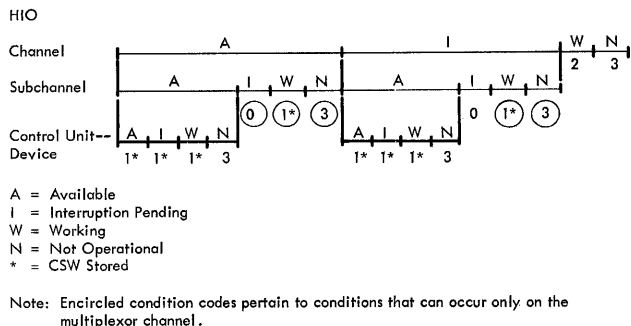 HIO
A I W N
Channel 2 3
A I W N A I W N
Subchannel 0 1* 3 0 1* 3
Control Unit-- A I W N A I W N
Device 1* 1* 1* 3 1* 1* 1* 3
A = Available
I = Interruption Pending
W = Working
N = Not Operational
* = CSW Stored
Note: Encircled condition codes pertain to conditions that can occur only on the
multiplexor channel.